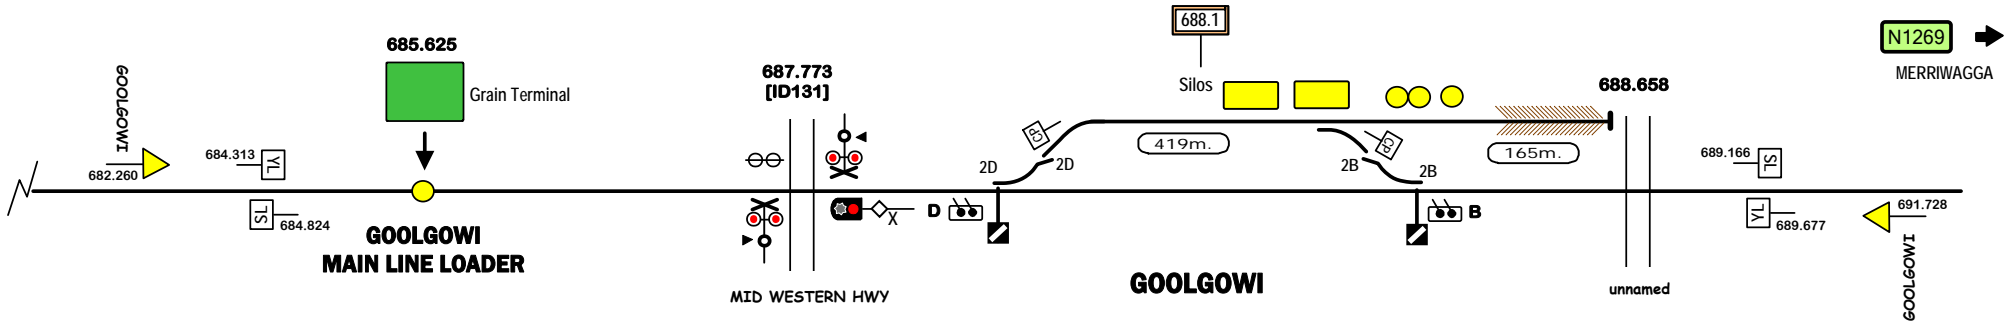 688.1
N1269
MERRIWAGGA
685.625
Grain Terminal
GOOLGOWI
682.260
684.313
YL
SL
684.824
GOOLGOWI
MAIN LINE LOADER
687.773
[ID131]
X
MID WESTERN HWY
Silos
CP
419m.
CP
165m.
2D
2D
2B
2B
D
B
GOOLGOWI
688.658
unnamed
689.166
SL
YL
689.677
691.728
GOOLGOWI